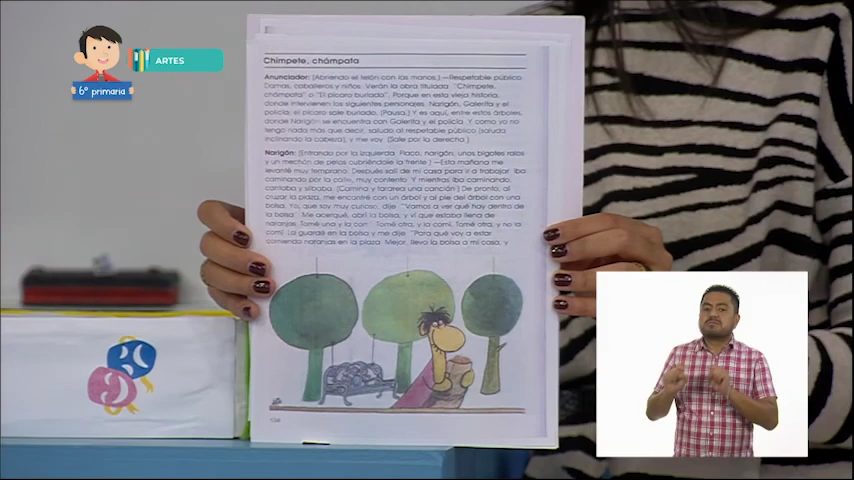 ARTES
6° primaria
Chímpete, chámpata
Anunciador: (Abriendo el telón con las manos.) —Respetable público.
Damas, caballeros y niños. Verán la obra titulada "Chímpete,
chámpata" o "El pícaro burlado". Porque en esta vieja historia,
donde intervienen los siguientes personajes, Narigón, Galerita y el
policía, el pícaro sale burlado. (Pausa.) Y es aquí, entre estos árboles,
donde Narigón se encuentra con Galerita y el policía. Y como yo no
tengo nada más que decir, saludo al respetable público (saluda
inclinando la cabeza), y me voy. (Sale por la derecha.)
Narigón: (Entrando por la izquierda. Flaco, narigón, unos bigotes ralos
y un mechón de pelos cubriéndole la frente.) —Esta mañana me
levanté muy temprano. Después salí de mi casa para ir a trabajar. Iba
caminando por la calle, muy contento. Y mientras iba caminando,
cantaba y silbaba. (Camina y tararea una canción.) De pronto, al
cruzar la plaza, me encontré con un árbol y al pie del árbol con una
bolsa. Yo, que soy muy curioso, dije: "Vamos a ver qué hay dentro de
la bolsa". Me acerqué, abrí la bolsa, y vi que estaba llena de
naranjas. Tomé una y la comí. Tomé otra, y la comí. Tomé otra, y no la
comí. La guardé en la bolsa y me dije: "Para qué voy a estar
comiendo naranjas en la plaza. Mejor, llevo la bolsa a mi casa, y